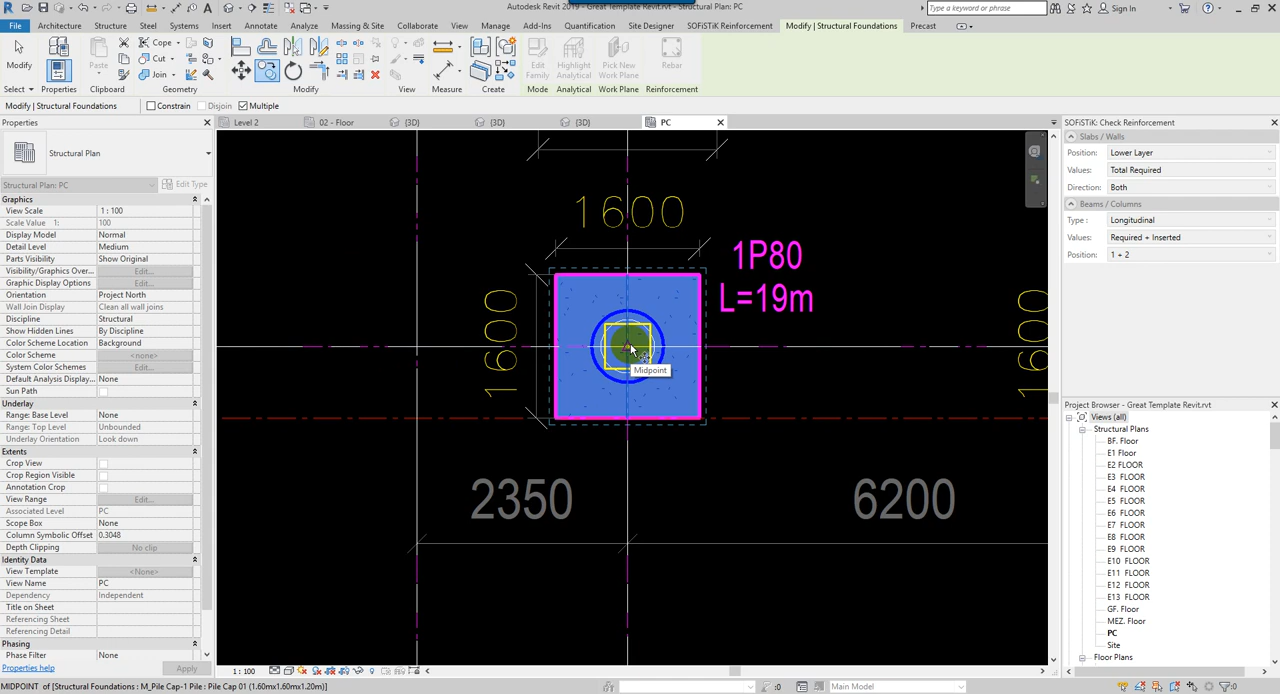 Autodesk Revit 2019 - Great Template Revit.rvt - Structural Plan: PC
Type a keyword or phrase
Sign In
File Architecture Structure Steel Systems Insert Annotate Analyze Massing & Site Collaborate View Manage Add-Ins Quantification Site Designer SOFiSTiK Reinforcement Modify | Structural Foundations Precast
Modify
Paste
Cope
Cut
Join
Edit Family
Highlight Analytical
Pick New Work Plane
Rebar
Select Properties Clipboard Geometry Modify View Measure Create Mode Analytical Work Plane Reinforcement
Modify | Structural Foundations Constrain Disjoin Multiple
Properties
Level 2 02 - Floor (3D) (3D) (3D) PC
Structural Plan
Structural Plan: PC Edit Type
Graphics
View Scale 1 : 100
Scale Value 1: 100
Display Model Normal
Detail Level Medium
Parts Visibility Show Original
Visibility/Graphics Over... Edit...
Graphic Display Options Edit...
Orientation Project North
Wall Join Display Clean all wall joins
Discipline Structural
Show Hidden Lines By Discipline
Color Scheme Location Background
Color Scheme <none>
System Color Schemes Edit...
Default Analysis Display... None
Sun Path
Underlay
Range: Base Level None
Range: Top Level Unbounded
Underlay Orientation Look down
Extents
Crop View
Crop Region Visible
Annotation Crop
View Range Edit...
Associated Level PC
Scope Box None
Column Symbolic Offset 0.3048
Depth Clipping No clip
Identity Data
View Template <None>
View Name PC
Dependency Independent
Title on Sheet
Referencing Sheet
Referencing Detail
Phasing
Phase Filter None
Properties help Apply
1600
1P80
L=19m
1600
1600
Midpoint
2350
6200
SOFiSTiK: Check Reinforcement
Slabs / Walls
Position: Lower Layer
Values: Total Required
Direction: Both
Beams / Columns
Type : Longitudinal
Values: Required + Inserted
Position: 1 + 2
Project Browser - Great Template Revit.rvt
Views (all)
Structural Plans
BF. Floor
E1 Floor
E2 FLOOR
E3 FLOOR
E4 FLOOR
E5 FLOOR
E6 FLOOR
E7 FLOOR
E8 FLOOR
E9 FLOOR
E10 FLOOR
E11 FLOOR
E12 FLOOR
E13 FLOOR
GF. Floor
MEZ. Floor
PC
Site
Floor Plans
1 : 100
MIDPOINT of [Structural Foundations : M_Pile Cap-1 Pile : Pile Cap 01 (1.60mx1.60mx1.20m)]
:0
Main Model
:0